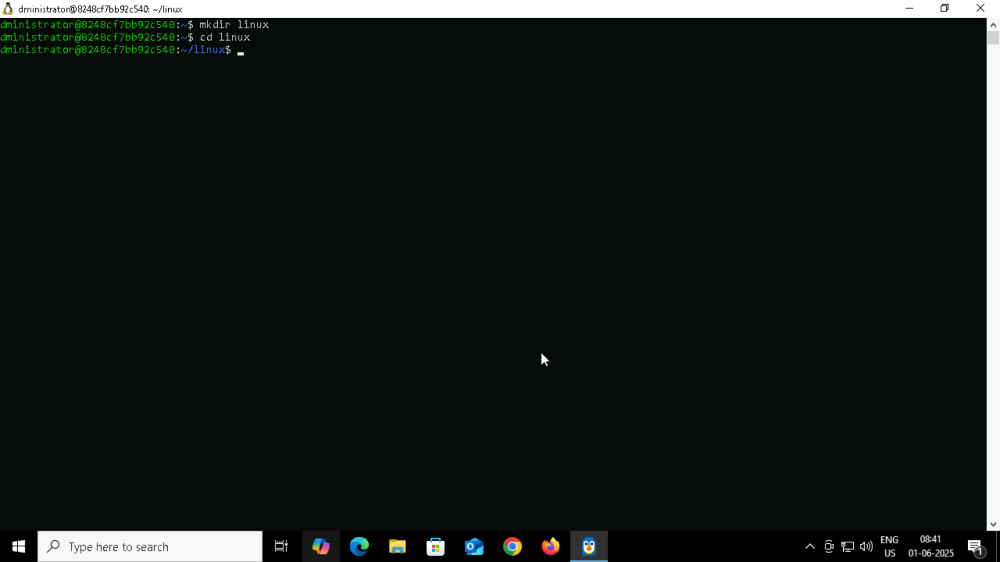 dministrator@8248cf7bb92c540: ~/linux
dministrator@8248cf7bb92c540:~$ mkdir linux
dministrator@8248cf7bb92c540:~$ cd linux
dministrator@8248cf7bb92c540:~/linux$
Type here to search
ENG
US
08:41
01-06-2025
1